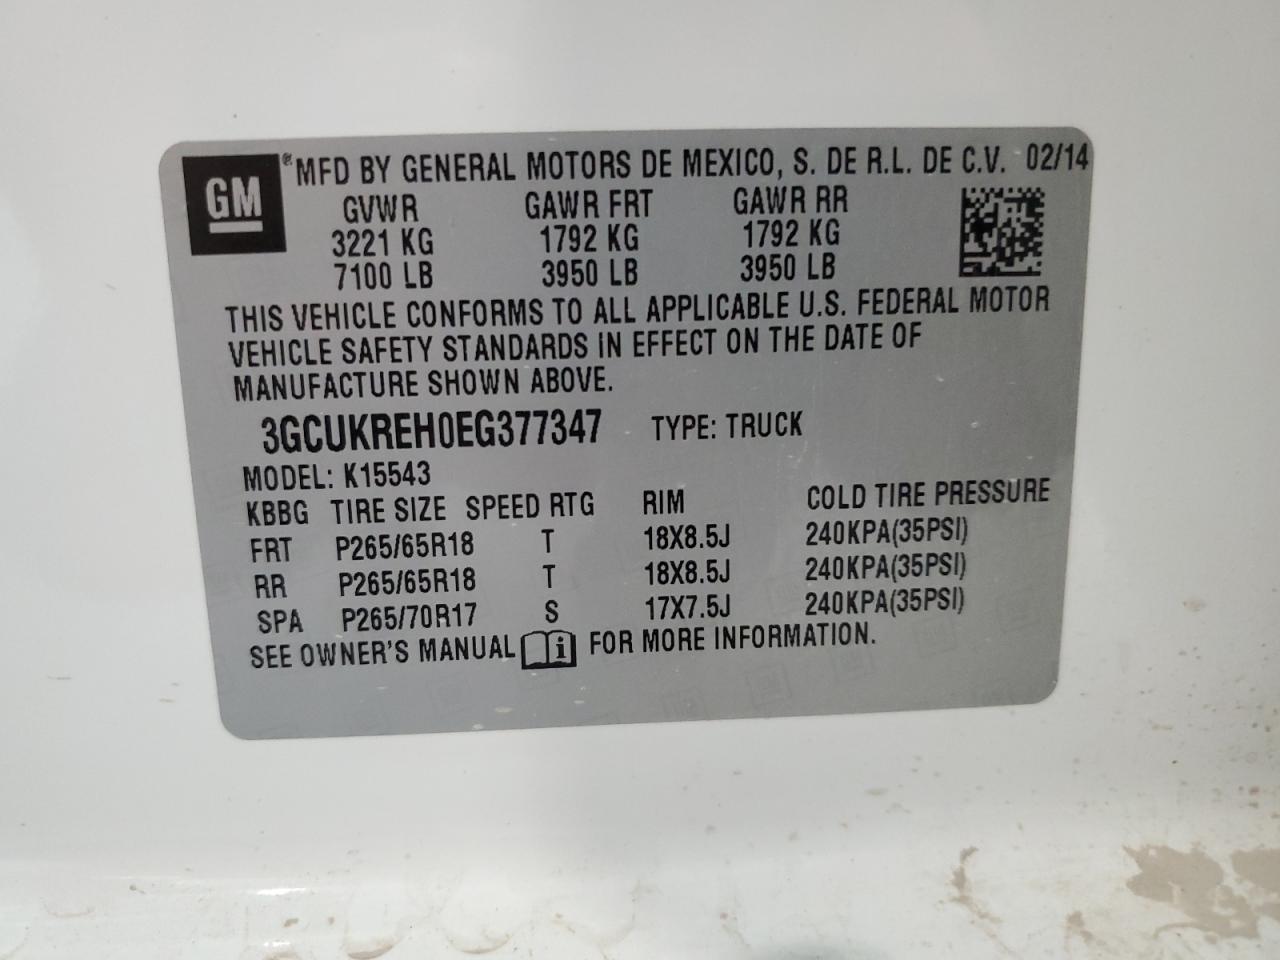 GM ® MFD BY GENERAL MOTORS DE MEXICO, S. DE R.L. DE C.V. 02/14
GVWR GAWR FRT GAWR RR
3221 KG 1792 KG 1792 KG
7100 LB 3950 LB 3950 LB
THIS VEHICLE CONFORMS TO ALL APPLICABLE U.S. FEDERAL MOTOR
VEHICLE SAFETY STANDARDS IN EFFECT ON THE DATE OF
MANUFACTURE SHOWN ABOVE.
3GCUKREH0EG377347 TYPE: TRUCK
MODEL: K15543
KBBG TIRE SIZE SPEED RTG RIM COLD TIRE PRESSURE
FRT P265/65R18 T 18X8.5J 240KPA(35PSI)
RR P265/65R18 T 18X8.5J 240KPA(35PSI)
SPA P265/70R17 S 17X7.5J 240KPA(35PSI)
SEE OWNER'S MANUAL i FOR MORE INFORMATION.